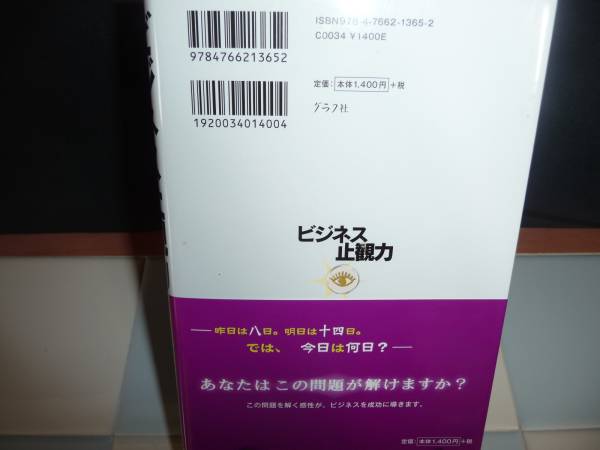 ISBN978-4-7662-1365-2
C0034 ¥1400E
9784766213652
定価：本体1,400円＋税
グラフ社
1920034014004
ビジネス
止観力
昨日は八日。明日は十四日。
では、 今日は何日？
あなたは この問題が解けますか？
この問題を解く感性が、ビジネスを成功に導きます。
定価：本体1,400円＋税